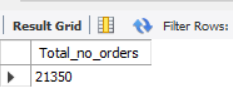 Result Grid Filter Rows:
Total_no_orders
21350